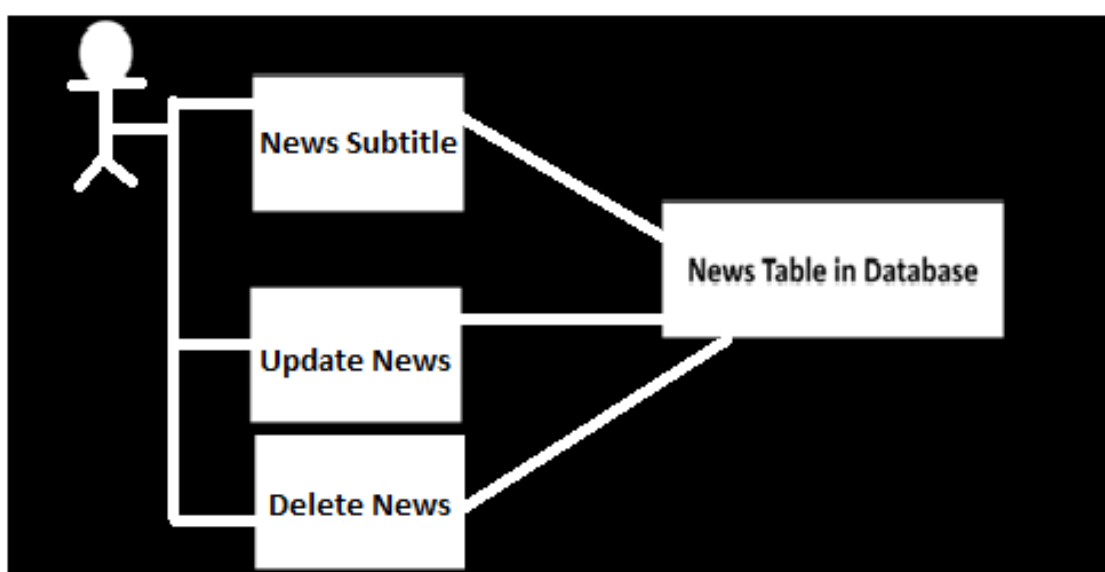 News Subtitle
News Table in Database
Update News
Delete News